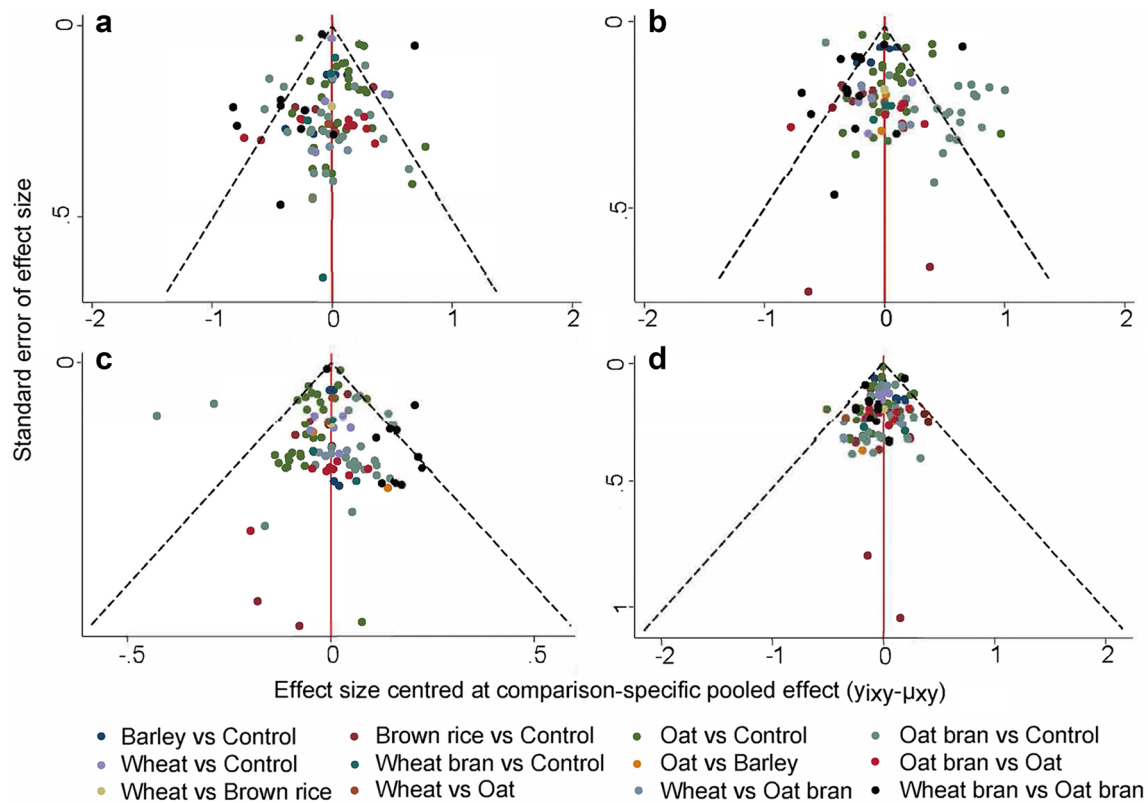 a
b
0
0
.5
.5
-2 -1 0 1 2
-2 -1 0 1 2
c
d
0
0
.5
1
-.5 0 .5
-2 -1 0 1 2
Standard error of effect size
Effect size centred at comparison-specific pooled effect (yixy-μxy)
Barley vs Control
Brown rice vs Control
Oat vs Control
Oat bran vs Control
Wheat vs Control
Wheat bran vs Control
Oat vs Barley
Oat bran vs Oat
Wheat vs Brown rice
Wheat vs Oat
Wheat vs Oat bran
Wheat bran vs Oat bran